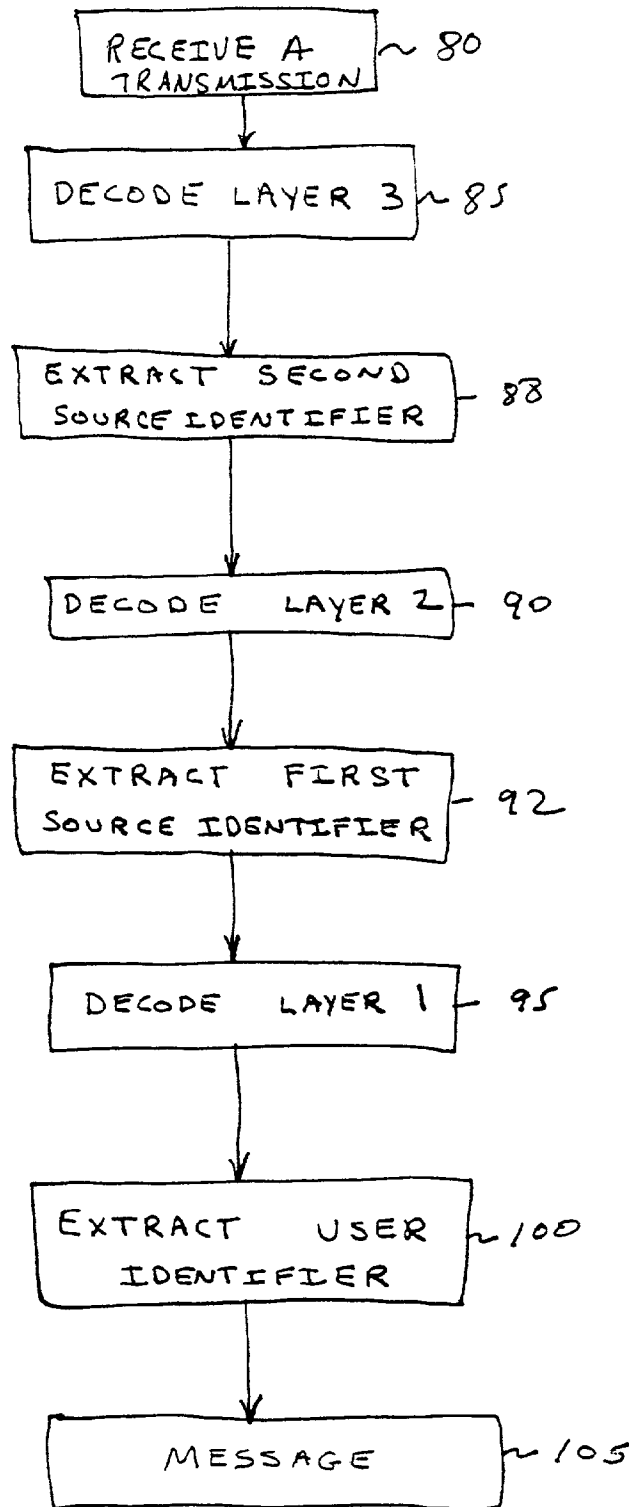 RECEIVE A ~ 80
TRANSMISSION
DECODE LAYER 3 ~ 85
EXTRACT SECOND
SOURCE IDENTIFIER - 88
DECODE LAYER 2 - 90
EXTRACT FIRST
SOURCE IDENTIFIER - 92
DECODE LAYER 1 - 95
EXTRACT USER
IDENTIFIER ~ 100
MESSAGE ~ 105